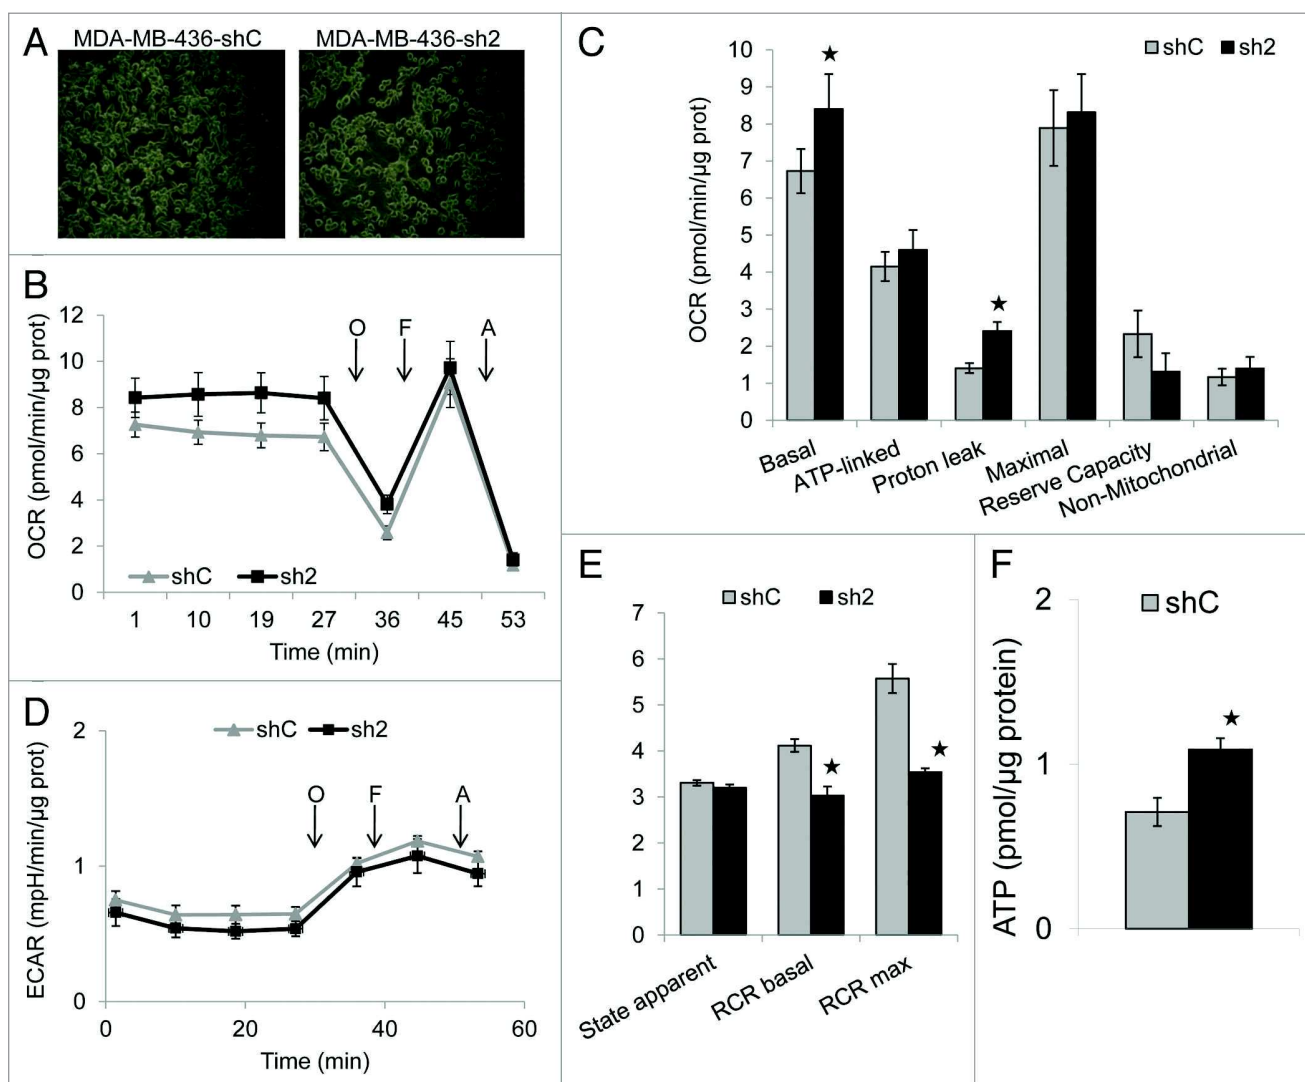 A
MDA-MB-436-shC
MDA-MB-436-sh2
B
OCR (pmol/min/µg prot)
12
10
8
6
4
2
0
O
F
A
shC
sh2
1
10
19
27
36
45
53
Time (min)
C
OCR (pmol/min/µg prot)
10
9
8
7
6
5
4
3
2
1
0
shC
sh2
Basal
ATP-linked
Proton leak
Maximal
Reserve Capacity
Non-Mitochondrial
D
ECAR (mpH/min/µg prot)
2
1
0
shC
sh2
O
F
A
0
20
40
60
Time (min)
E
shC
sh2
7
6
5
4
3
2
1
0
State apparent
RCR basal
RCR max
F
ATP (pmol/µg protein)
2
1
0
shC